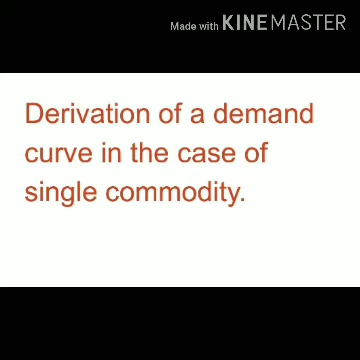 Made with KINEMASTER
Derivation of a demand
curve in the case of
single commodity.